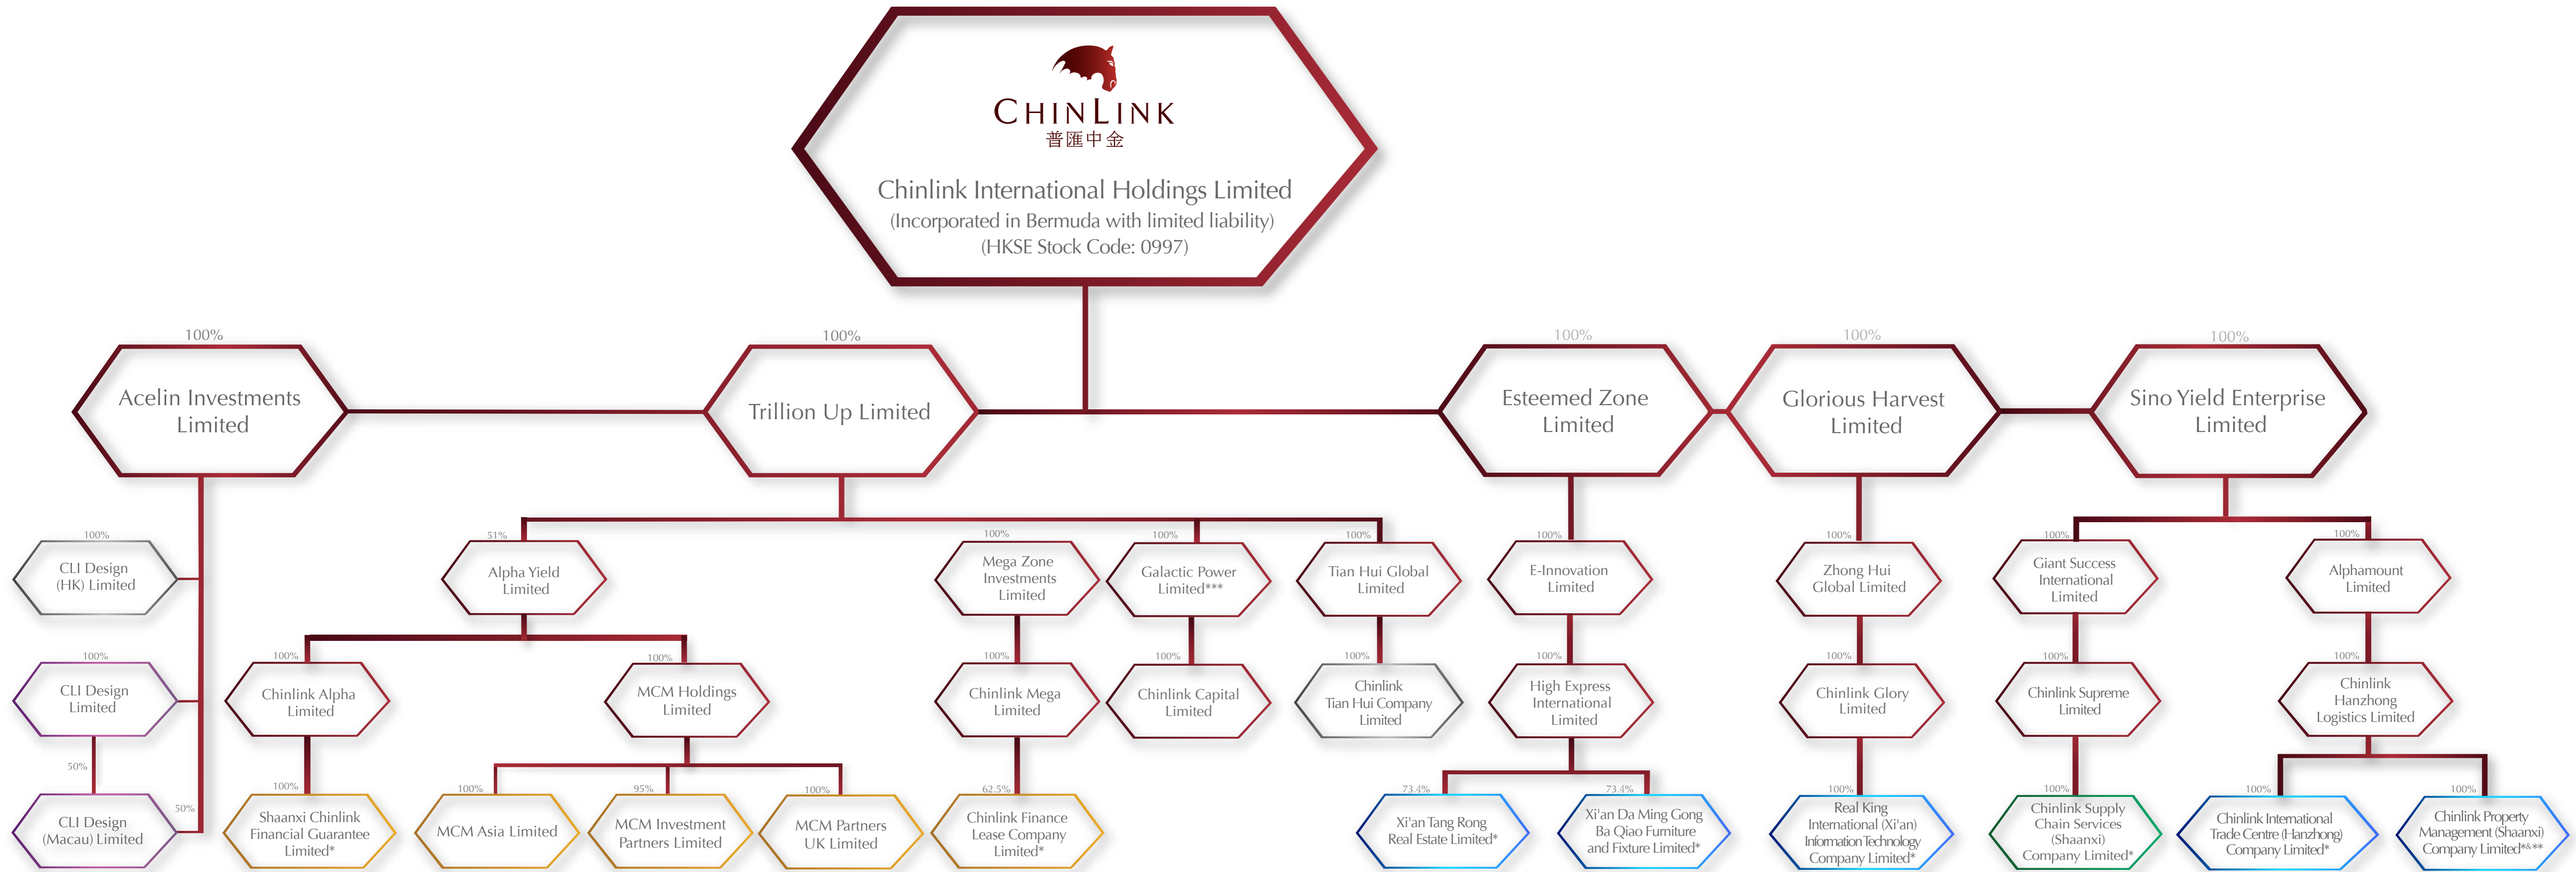 CHINLINK
普匯中金
Chinlink International Holdings Limited
(Incorporated in Bermuda with limited liability)
(HKSE Stock Code: 0997)
100%
Acelin Investments
Limited
100%
Trillion Up Limited
100%
Esteemed Zone
Limited
100%
Glorious Harvest
Limited
100%
Sino Yield Enterprise
Limited
100%
CLI Design
(HK) Limited
51%
Alpha Yield
Limited
100%
Mega Zone
Investments
Limited
100%
Galactic Power
Limited***
100%
Tian Hui Global
Limited
100%
E-Innovation
Limited
100%
Zhong Hui
Global Limited
100%
Giant Success
International
Limited
100%
Alphamount
Limited
100%
CLI Design
Limited
100%
Chinlink Alpha
Limited
100%
MCM Holdings
Limited
100%
Chinlink Mega
Limited
100%
Chinlink Capital
Limited
100%
Chinlink
Tian Hui Company
Limited
100%
High Express
International
Limited
100%
Chinlink Glory
Limited
100%
Chinlink Supreme
Limited
100%
Chinlink
Hanzhong
Logistics Limited
50%
50%
CLI Design
(Macau) Limited
100%
Shaanxi Chinlink
Financial Guarantee
Limited*
100%
MCM Asia Limited
95%
MCM Investment
Partners Limited
100%
MCM Partners
UK Limited
62.5%
Chinlink Finance
Lease Company
Limited*
73.4%
Xi'an Tang Rong
Real Estate Limited*
73.4%
Xi'an Da Ming Gong
Ba Qiao Furniture
and Fixture Limited*
100%
Real King
International (Xi'an)
Information Technology
Company Limited*
100%
Chinlink Supply
Chain Services
(Shaanxi)
Company Limited*
100%
Chinlink International
Trade Centre (Hanzhong)
Company Limited*
100%
Chinlink Property
Management (Shaanxi)
Company Limited*&**